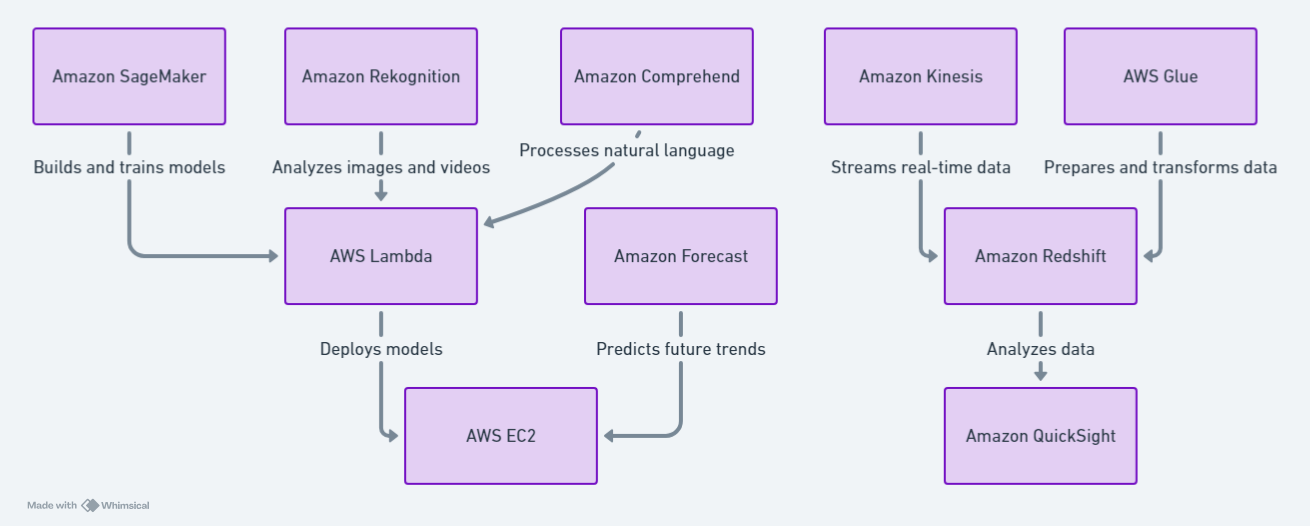 Amazon SageMaker
Amazon Rekognition
Amazon Comprehend
Amazon Kinesis
AWS Glue
Processes natural language
Builds and trains models
Analyzes images and videos
Streams real-time data
Prepares and transforms data
AWS Lambda
Amazon Forecast
Amazon Redshift
Deploys models
Predicts future trends
Analyzes data
AWS EC2
Amazon QuickSight
Made with Whimsical